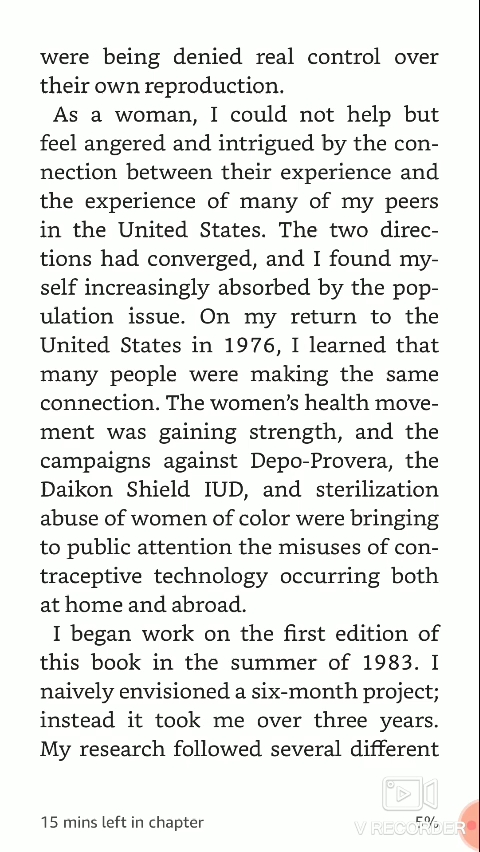 were being denied real control over
their own reproduction.
As a woman, I could not help but
feel angered and intrigued by the con-
nection between their experience and
the experience of many of my peers
in the United States. The two direc-
tions had converged, and I found my-
self increasingly absorbed by the pop-
ulation issue. On my return to the
United States in 1976, I learned that
many people were making the same
connection. The women's health move-
ment was gaining strength, and the
campaigns against Depo-Provera, the
Daikon Shield IUD, and sterilization
abuse of women of color were bringing
to public attention the misuses of con-
traceptive technology occurring both
at home and abroad.
I began work on the first edition of
this book in the summer of 1983. I
naively envisioned a six-month project;
instead it took me over three years.
My research followed several different
15 mins left in chapter
5%
V RECORDER